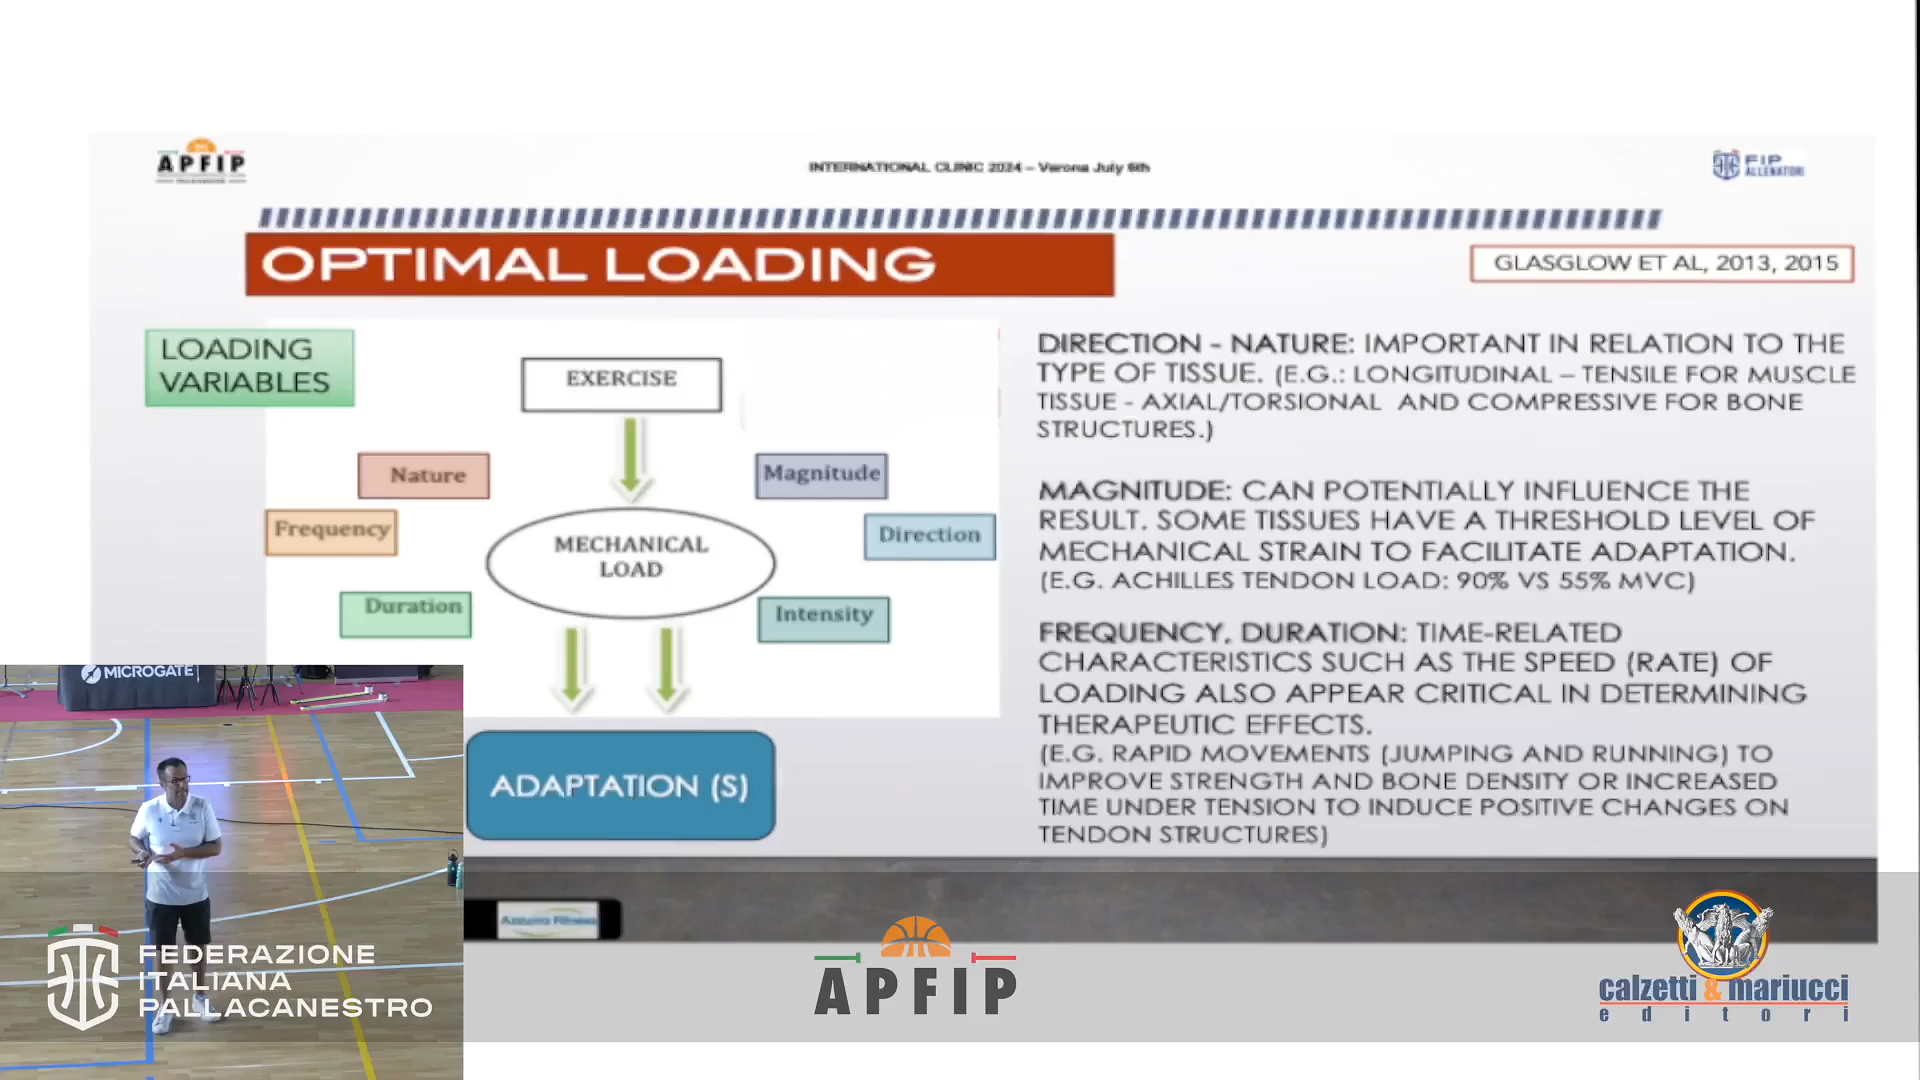 APFIP
INTERNATIONAL CLINIC 2024 – Verona July 6th
FIP
ALLENATORI
OPTIMAL LOADING
GLASGLOW ET AL, 2013, 2015
LOADING
VARIABLES
EXERCISE
Nature
Magnitude
Frequency
Direction
MECHANICAL
LOAD
Duration
Intensity
ADAPTATION (S)
DIRECTION - NATURE: IMPORTANT IN RELATION TO THE
TYPE OF TISSUE. (E.G.: LONGITUDINAL – TENSILE FOR MUSCLE
TISSUE - AXIAL/TORSIONAL AND COMPRESSIVE FOR BONE
STRUCTURES.)
MAGNITUDE: CAN POTENTIALLY INFLUENCE THE
RESULT. SOME TISSUES HAVE A THRESHOLD LEVEL OF
MECHANICAL STRAIN TO FACILITATE ADAPTATION.
(E.G. ACHILLES TENDON LOAD: 90% VS 55% MVC)
FREQUENCY, DURATION: TIME-RELATED
CHARACTERISTICS SUCH AS THE SPEED (RATE) OF
LOADING ALSO APPEAR CRITICAL IN DETERMINING
THERAPEUTIC EFFECTS.
(E.G. RAPID MOVEMENTS (JUMPING AND RUNNING) TO
IMPROVE STRENGTH AND BONE DENSITY OR INCREASED
TIME UNDER TENSION TO INDUCE POSITIVE CHANGES ON
TENDON STRUCTURES)
MICROGATE
FEDERAZIONE
ITALIANA
PALLACANESTRO
APFIP
calzetti & mariucci
editori